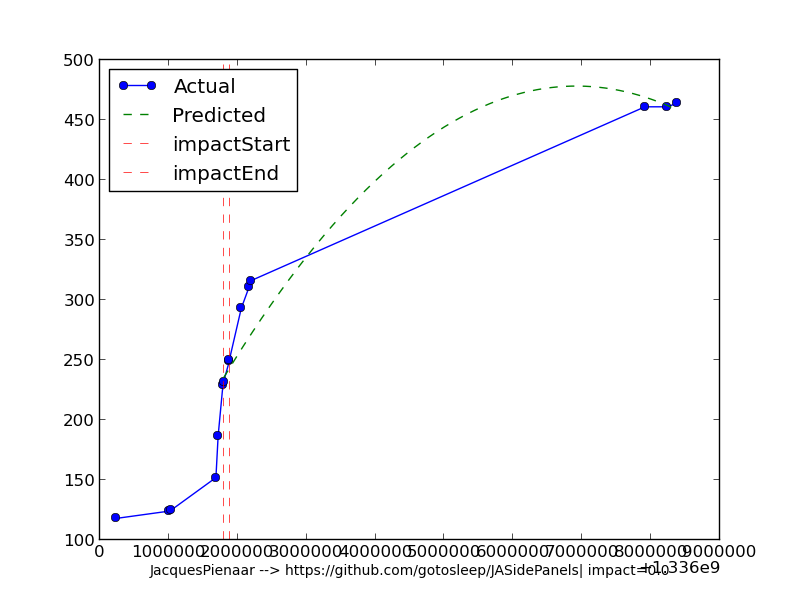 500
450
400
350
300
250
200
150
100
Actual
Predicted
impactStart
impactEnd
0 1000000 2000000 3000000 4000000 5000000 6000000 7000000 8000000 9000000
+1.336e9
JacquesPienaar --> https://github.com/gotosleep/JASidePanels| impact=0.0